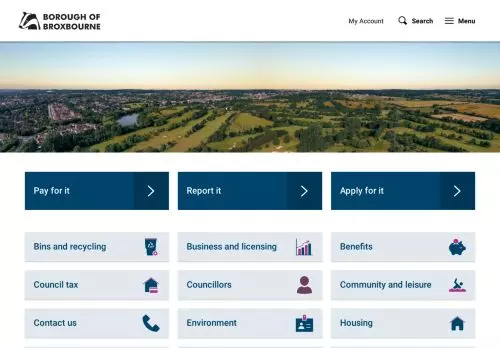 BOROUGH OF
BROXBOURNE
My Account
Search
Menu
Pay for it
Report it
Apply for it
Bins and recycling
Business and licensing
Benefits
Council tax
Councillors
Community and leisure
Contact us
Environment
Housing